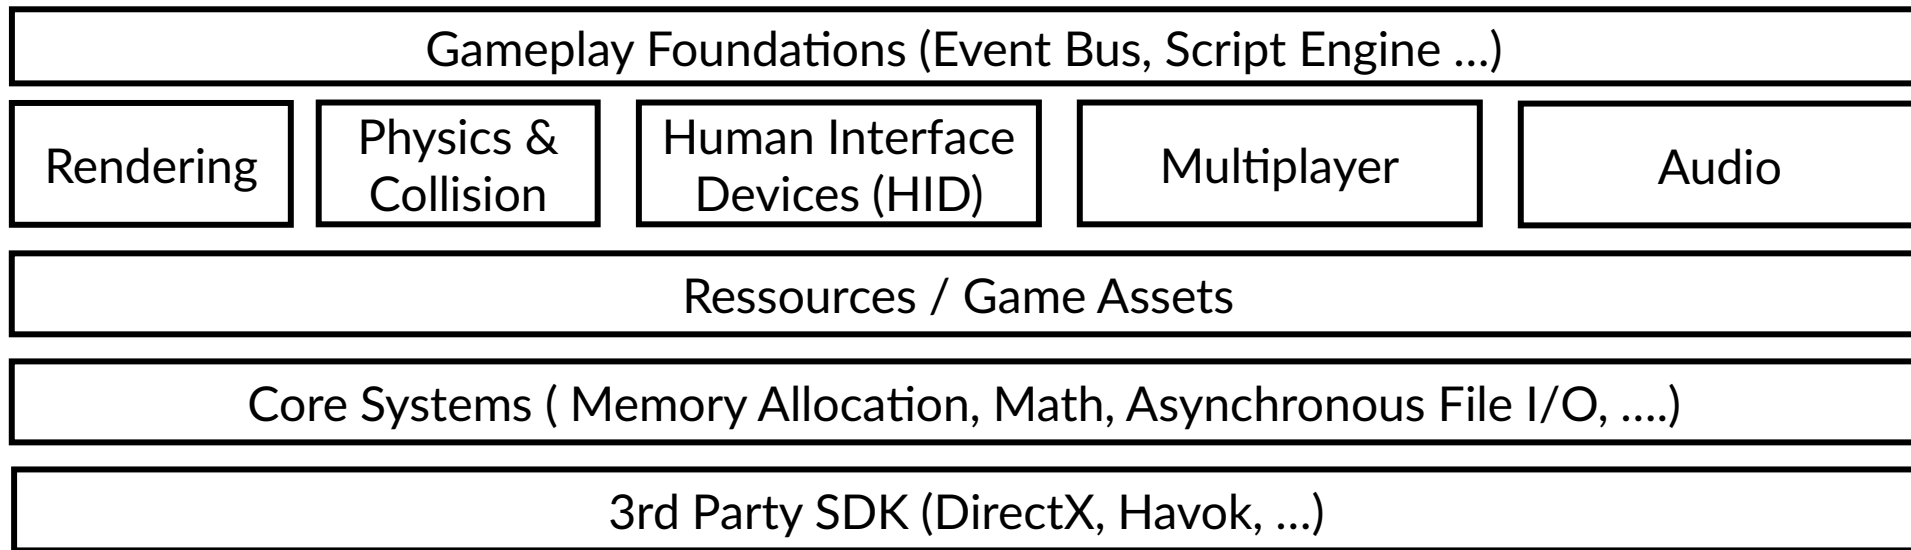 Gameplay Foundations (Event Bus, Script Engine ...)
Rendering
Physics &
Collision
Human Interface
Devices (HID)
Multiplayer
Audio
Ressources / Game Assets
Core Systems ( Memory Allocation, Math, Asynchronous File I/O, ....)
3rd Party SDK (DirectX, Havok, ...)